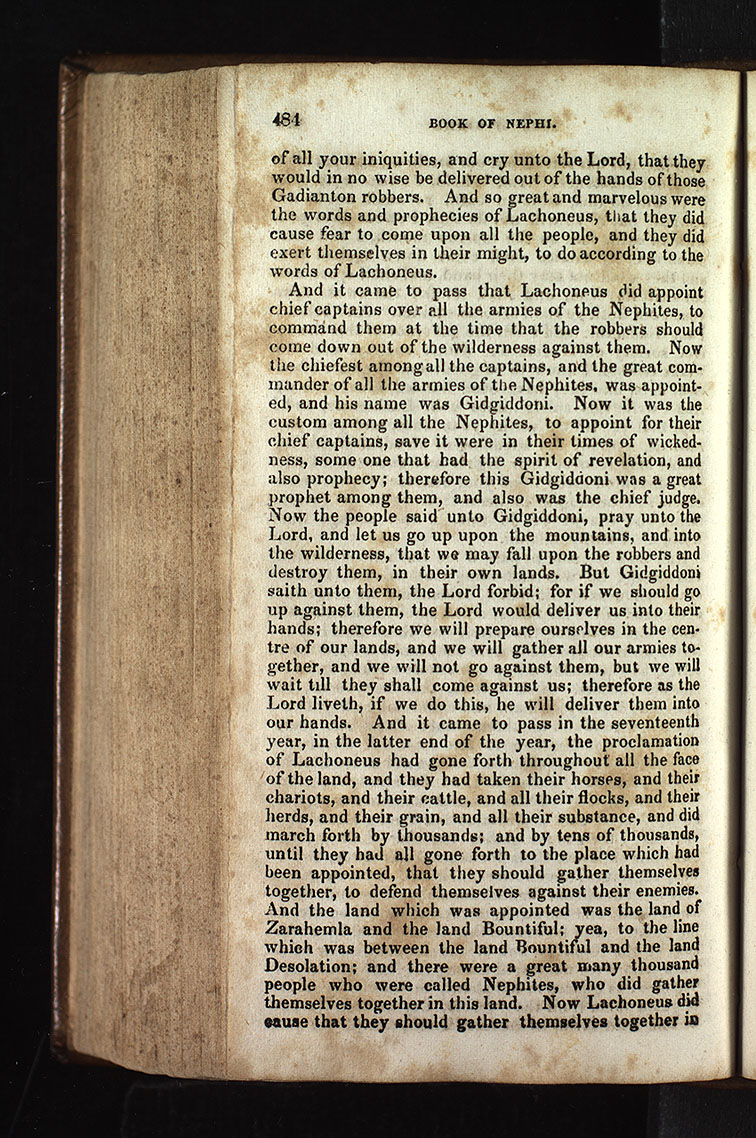 484
BOOK OF NEPHI.
of all your iniquities, and cry unto the Lord, that they
would in no wise be delivered out of the hands of those
Gadianton robbers. And so great and marvelous were
the words and prophecies of Lachoneus, that they did
cause fear to come upon all the people, and they did
exert themselves in their might, to do according to the
words of Lachoneus.
And it came to pass that Lachoneus did appoint
chief captains over all the armies of the Nephites, to
command them at the time that the robbers should
come down out of the wilderness against them. Now
the chiefest among all the captains, and the great com-
mander of all the armies of the Nephites, was appoint-
ed, and his name was Gidgiddoni. Now it was the
custom among all the Nephites, to appoint for their
chief captains, save it were in their times of wicked-
ness, some one that had the spirit of revelation, and
also prophecy; therefore this Gidgiddoni was a great
prophet among them, and also was the chief judge.
Now the people said unto Gidgiddoni, pray unto the
Lord, and let us go up upon the mountains, and into
the wilderness, that we may fall upon the robbers and
destroy them, in their own lands. But Gidgiddoni
saith unto them, the Lord forbid; for if we should go
up against them, the Lord would deliver us into their
hands; therefore we will prepare ourselves in the cen-
tre of our lands, and we will gather all our armies to-
gether, and we will not go against them, but we will
wait till they shall come against us; therefore as the
Lord liveth, if we do this, he will deliver them into
our hands. And it came to pass in the seventeenth
year, in the latter end of the year, the proclamation
of Lachoneus had gone forth throughout all the face
of the land, and they had taken their horses, and their
chariots, and their cattle, and all their flocks, and their
herds, and their grain, and all their substance, and did
march forth by thousands; and by tens of thousands,
until they had all gone forth to the place which had
been appointed, that they should gather themselves
together, to defend themselves against their enemies.
And the land which was appointed was the land of
Zarahemla and the land Bountiful; yea, to the line
which was between the land Bountiful and the land
Desolation; and there were a great many thousand
people who were called Nephites, who did gather
themselves together in this land. Now Lachoneus did
cause that they should gather themselves together in